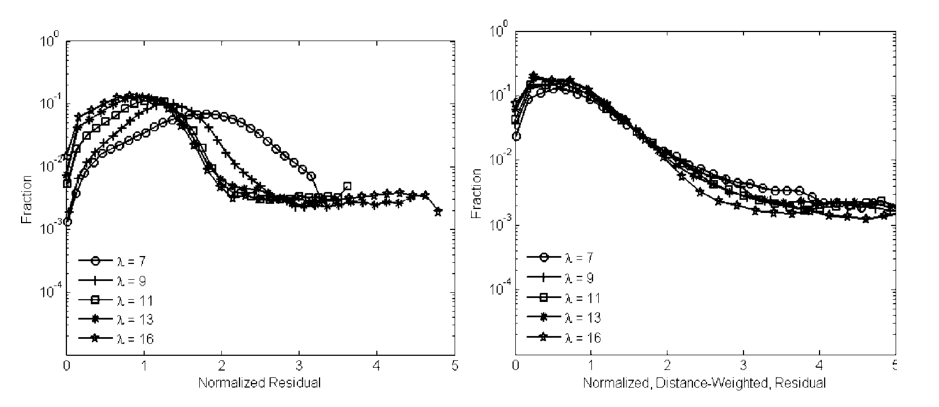 10^0
10^-1
10^-2
10^-3
10^-4
Fraction
λ = 7
λ = 9
λ = 11
λ = 13
λ = 16
0 1 2 3 4 5
Normalized Residual
10^0
10^-1
10^-2
10^-3
10^-4
Fraction
λ = 7
λ = 9
λ = 11
λ = 13
λ = 16
0 1 2 3 4 5
Normalized, Distance-Weighted, Residual